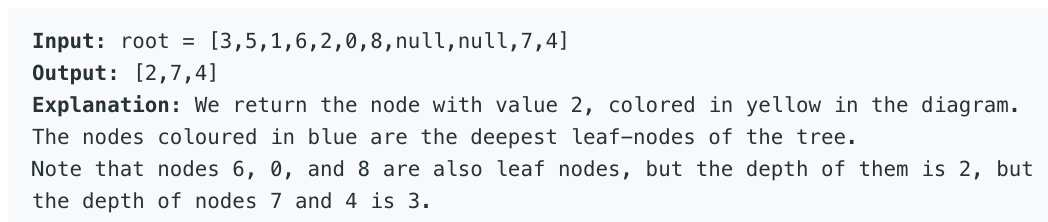 Input: root = [3,5,1,6,2,0,8,null,null,7,4]
Output: [2,7,4]
Explanation: We return the node with value 2, colored in yellow in the diagram.
The nodes coloured in blue are the deepest leaf-nodes of the tree.
Note that nodes 6, 0, and 8 are also leaf nodes, but the depth of them is 2, but
the depth of nodes 7 and 4 is 3.